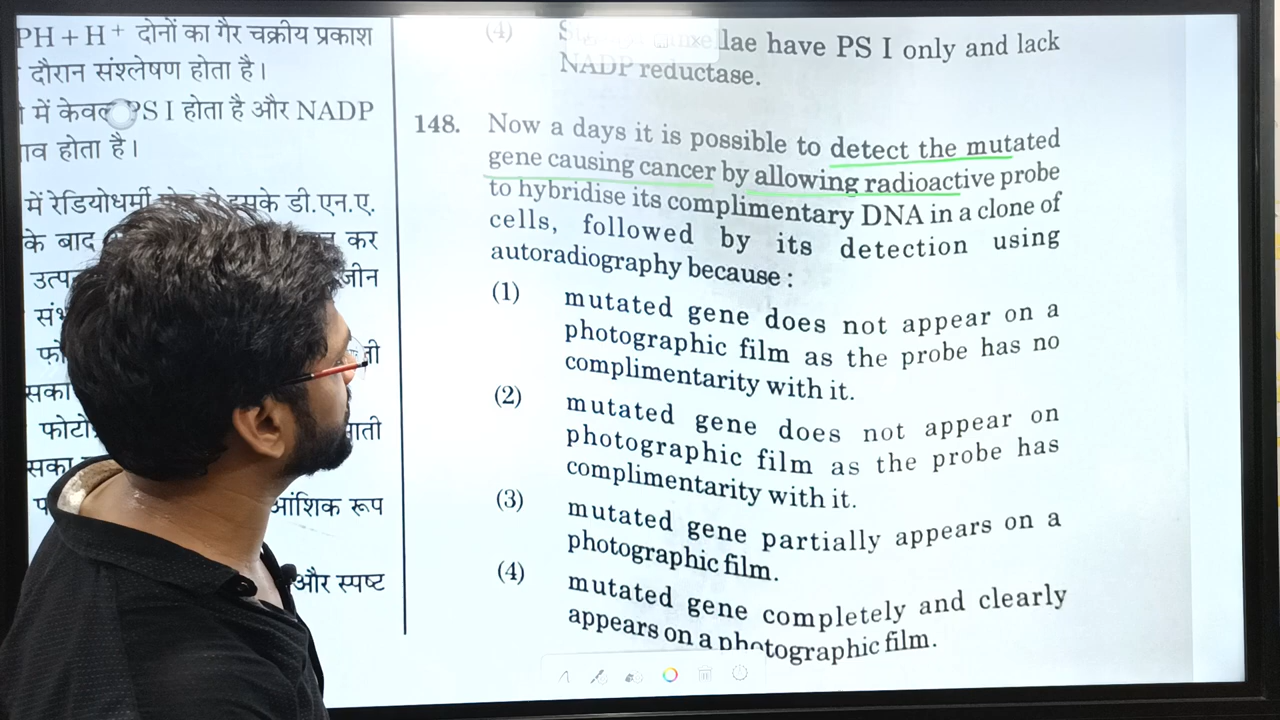 PH + H⁺ दोनों का गैर चक्रीय प्रकाश
दौरान संश्लेषण होता है।
में केवल PS I होता है और NADP
होता है।
में रेडियोधर्मी इसके डी.एन.ए.
के बाद कर
जीन
फोटो
आंशिक रूप
और स्पष्ट
(4) lae have PS I only and lack
NADP reductase.
148. Now a days it is possible to detect the mutated
gene causing cancer by allowing radioactive probe
to hybridise its complimentary DNA in a clone of
cells, followed by its detection using
autoradiography because :
(1) mutated gene does not appear on a
photographic film as the probe has no
complimentarity with it.
(2) mutated gene does not appear on
photographic film as the probe has
complimentarity with it.
(3) mutated gene partially appears on a
photographic film.
(4) mutated gene completely and clearly
appears on a photographic film.